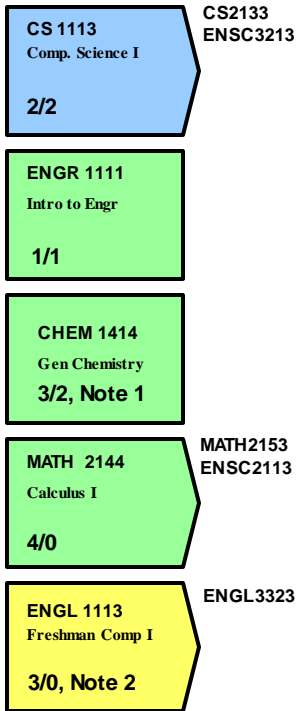 CS 1113
Comp. Science I
2/2
CS2133
ENSC3213
ENGR 1111
Intro to Engr
1/1
CHEM 1414
Gen Chemistry
3/2, Note 1
MATH 2144
Calculus I
4/0
MATH2153
ENSC2113
ENGL 1113
Freshman Comp I
3/0, Note 2
ENGL3323